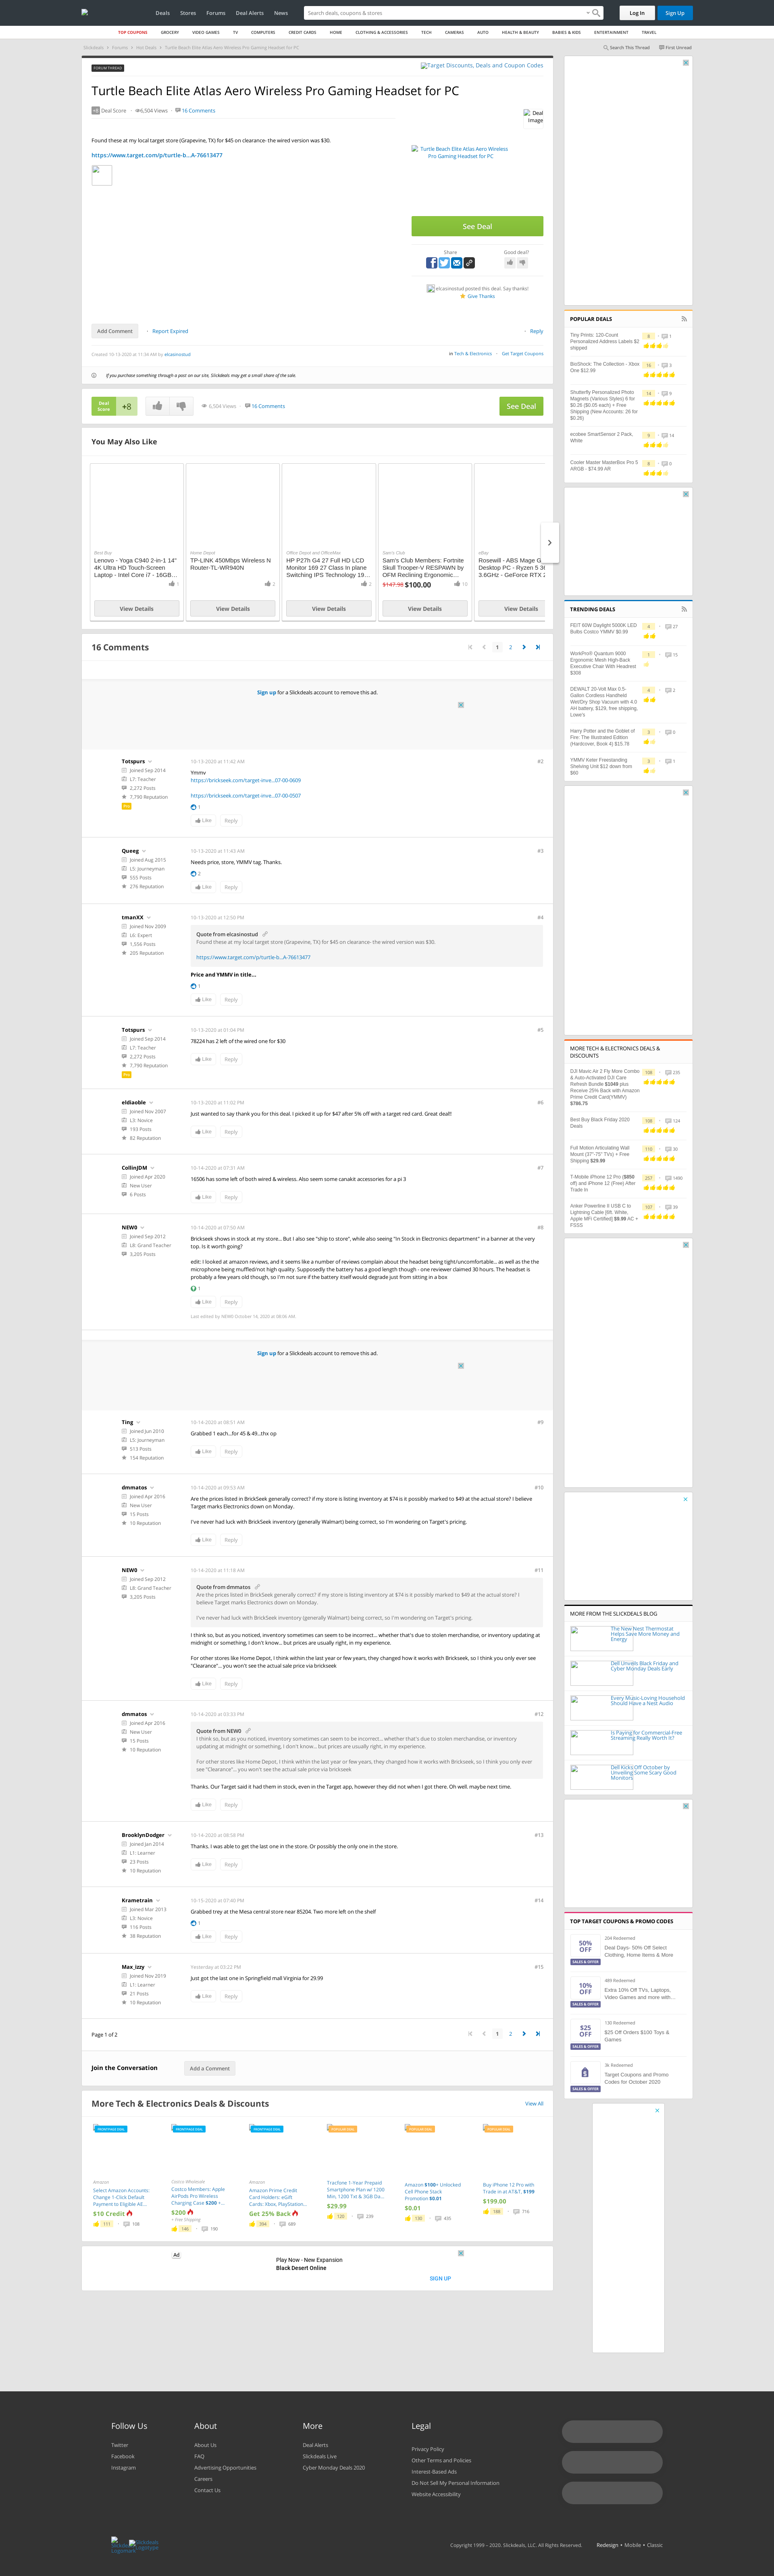 Deals
Stores
Forums
Deal Alerts
News
Search deals, coupons & stores
Log In
Sign Up
TOP COUPONS
GROCERY
VIDEO GAMES
TV
COMPUTERS
CREDIT CARDS
HOME
CLOTHING & ACCESSORIES
TECH
CAMERAS
AUTO
HEALTH & BEAUTY
BABIES & KIDS
ENTERTAINMENT
TRAVEL
Slickdeals › Forums › Hot Deals › Turtle Beach Elite Atlas Aero Wireless Pro Gaming Headset for PC
Search This Thread
First Unread
FORUM THREAD
Target Discounts, Deals and Coupon Codes
Turtle Beach Elite Atlas Aero Wireless Pro Gaming Headset for PC
+8 Deal Score
6,504 Views
16 Comments
Deal Image
Found these at my local target store (Grapevine, TX) for $45 on clearance- the wired version was $30.
https://www.target.com/p/turtle-b...A-76613477
Turtle Beach Elite Atlas Aero Wireless Pro Gaming Headset for PC
See Deal
Share
Good deal?
elcasinostud posted this deal. Say thanks!
Give Thanks
Add Comment
Report Expired
Reply
Created 10-13-2020 at 11:36 AM by elcasinostud
in Tech & Electronics
Get Target Coupons
If you purchase something through a post on our site, Slickdeals may get a small share of the sale.
Deal Score
+8
6,504 Views
16 Comments
See Deal
You May Also Like
Best Buy
Lenovo - Yoga C940 2-in-1 14" 4K Ultra HD Touch-Screen Laptop - Intel Core i7 - 16GB...
1
View Details
Home Depot
TP-LINK 450Mbps Wireless N Router-TL-WR940N
2
View Details
Office Depot and OfficeMax
HP P27h G4 27 Full HD LCD Monitor 169 27 Class In plane Switching IPS Technology 19...
2
View Details
Sam's Club
Sam's Club Members: Fortnite Skull Trooper-V RESPAWN by OFM Reclining Ergonomic...
$147.98 $100.00
10
View Details
eBay
Rosewill - ABS Mage G
Desktop PC - Ryzen 5 36
3.6GHz - GeForce RTX 2
View Details
16 Comments
1
2
Sign up for a Slickdeals account to remove this ad.
Totspurs
Joined Sep 2014
L7: Teacher
2,272 Posts
7,790 Reputation
Pro
10-13-2020 at 11:42 AM
#2
Ymmv
https://brickseek.com/target-inve...07-00-0609
https://brickseek.com/target-inve...07-00-0507
1
Like
Reply
Queeg
Joined Aug 2015
L5: Journeyman
555 Posts
276 Reputation
10-13-2020 at 11:43 AM
#3
Needs price, store, YMMV tag. Thanks.
2
Like
Reply
tmanXX
Joined Nov 2009
L6: Expert
1,556 Posts
205 Reputation
10-13-2020 at 12:50 PM
#4
Quote from elcasinostud
Found these at my local target store (Grapevine, TX) for $45 on clearance- the wired version was $30.
https://www.target.com/p/turtle-b...A-76613477
Price and YMMV in title...
1
Like
Reply
Totspurs
Joined Sep 2014
L7: Teacher
2,272 Posts
7,790 Reputation
Pro
10-13-2020 at 01:04 PM
#5
78224 has 2 left of the wired one for $30
Like
Reply
eldiaoble
Joined Nov 2007
L3: Novice
193 Posts
82 Reputation
10-13-2020 at 11:02 PM
#6
Just wanted to say thank you for this deal. I picked it up for $47 after 5% off with a target red card. Great deal!!
Like
Reply
CollinJDM
Joined Apr 2020
New User
6 Posts
10-14-2020 at 07:31 AM
#7
16506 has some left of both wired & wireless. Also seem some canakit accessories for a pi 3
Like
Reply
NEW0
Joined Sep 2012
L8: Grand Teacher
3,205 Posts
10-14-2020 at 07:59 AM
#8
Brickseek shows in stock at my store... But I also see "ship to store", while also seeing "In Stock in Electronics department" in a banner at the very top. Is it worth going?
edit: I looked at amazon reviews, and it seems like a number of reviews complain about the headset being tight/uncomfortable... as well as the the microphone being muffled/not high quality. Supposedly the battery has a good length on it though - one reviewer claimed 30 hours. The headset is probably a few years old though, so I'm not too sure if the battery itself would degrade just from sitting in a box
1
Like
Reply
Last edited by NEW0 October 14, 2020 at 08:06 AM.
Sign up for a Slickdeals account to remove this ad.
Ting
Joined Jun 2010
L5: Journeyman
513 Posts
154 Reputation
10-14-2020 at 08:51 AM
#9
Grabbed 1 each...for 45 & 49...thx op
Like
Reply
dmmatos
Joined Apr 2016
New User
15 Posts
10 Reputation
10-14-2020 at 09:53 AM
#10
Are the prices listed in BrickSeek generally correct? if my store is listing inventory at $74 is it possibly marked to $49 at the actual store? I believe Target marks Electronics down on Monday.
I've never had luck with BrickSeek inventory (generally Walmart) being correct, so I'm wondering on Target's pricing.
Like
Reply
NEW0
Joined Sep 2012
L8: Grand Teacher
3,205 Posts
10-14-2020 at 11:18 AM
#11
Quote from dmmatos
Are the prices listed in BrickSeek generally correct? if my store is listing inventory at $74 is it possibly marked to $49 at the actual store? I believe Target marks Electronics down on Monday.
I've never had luck with BrickSeek inventory (generally Walmart) being correct, so I'm wondering on Target's pricing.
I think so, but as you noticed, inventory sometimes can seem to be incorrect... whether that's due to stolen merchandise, or inventory updating at midnight or something, I don't know... but prices are usually right, in my experience.
For other stores like Home Depot, I think within the last year or few years, they changed how it works with Brickseek, so I think you only ever see "Clearance"... you won't see the actual sale price via brickseek
Like
Reply
dmmatos
Joined Apr 2016
New User
15 Posts
10 Reputation
10-14-2020 at 03:33 PM
#12
Quote from NEW0
I think so, but as you noticed, inventory sometimes can seem to be incorrect... whether that's due to stolen merchandise, or inventory updating at midnight or something, I don't know... but prices are usually right, in my experience.
For other stores like Home Depot, I think within the last year or few years, they changed how it works with Brickseek, so I think you only ever see "Clearance"... you won't see the actual sale price via brickseek
Thanks. Our Target said it had them in stock, even in the Target app, however they did not when I got there. Oh well. maybe next time.
Like
Reply
BrooklynDodger
Joined Jan 2014
L1: Learner
23 Posts
10 Reputation
10-14-2020 at 08:58 PM
#13
Thanks. I was able to get the last one in the store. Or possibly the only one in the store.
Like
Reply
Krametrain
Joined Mar 2013
L3: Novice
116 Posts
38 Reputation
10-15-2020 at 07:40 PM
#14
Grabbed trey at the Mesa central store near 85204. Two more left on the shelf
1
Like
Reply
Max_izzy
Joined Nov 2019
L1: Learner
21 Posts
10 Reputation
Yesterday at 03:22 PM
#15
Just got the last one in Springfield mall Virginia for 29.99
Like
Reply
Page 1 of 2
1
2
Join the Conversation
Add a Comment
More Tech & Electronics Deals & Discounts
View All
FRONTPAGE DEAL
Amazon
Select Amazon Accounts: Change 1-Click Default Payment to Eligible AE...
$10 Credit
111
108
FRONTPAGE DEAL
Costco Wholesale
Costco Members: Apple AirPods Pro Wireless Charging Case $200 +...
$200
+ Free Shipping
146
190
FRONTPAGE DEAL
Amazon
Amazon Prime Credit Card Holders: eGift Cards: Xbox, PlayStation...
Get 25% Back
394
689
POPULAR DEAL
Tracfone 1-Year Prepaid Smartphone Plan w/ 1200 Min, 1200 Txt & 3GB Da...
$29.99
120
239
POPULAR DEAL
Amazon $100+ Unlocked Cell Phone Stack Promotion $0.01
$0.01
130
435
POPULAR DEAL
Buy iPhone 12 Pro with Trade in at AT&T. $199
$199.00
168
716
Ad
Play Now - New Expansion
Black Desert Online
SIGN UP
POPULAR DEALS
Tiny Prints: 120-Count Personalized Address Labels $2 shipped
8
1
BioShock: The Collection - Xbox One $12.99
16
3
Shutterfly Personalized Photo Magnets (Various Styles) 6 for $0.26 ($0.05 each) + Free Shipping (New Accounts: 26 for $0.26)
14
9
ecobee SmartSensor 2 Pack, White
9
14
Cooler Master MasterBox Pro 5 ARGB - $74.99 AR
8
0
TRENDING DEALS
FEIT 60W Daylight 5000K LED Bulbs Costco YMMV $0.99
4
27
WorkPro® Quantum 9000 Ergonomic Mesh High-Back Executive Chair With Headrest $308
1
15
DEWALT 20-Volt Max 0.5-Gallon Cordless Handheld Wet/Dry Shop Vacuum with 4.0 AH battery, $129, free shipping, Lowe's
4
2
Harry Potter and the Goblet of Fire: The Illustrated Edition (Hardcover, Book 4) $15.78
3
0
YMMV Keter Freestanding Shelving Unit $12 down from $60
3
1
MORE TECH & ELECTRONICS DEALS & DISCOUNTS
DJI Mavic Air 2 Fly More Combo & Auto-Activated DJI Care Refresh Bundle $1048 plus Receive 25% Back with Amazon Prime Credit Card(YMMV) $786.75
108
235
Best Buy Black Friday 2020 Deals
108
124
Full Motion Articulating Wall Mount (37"-75" TVs) + Free Shipping $29.99
110
30
T-Mobile iPhone 12 Pro ($850 off) and iPhone 12 (Free) After Trade In
257
1480
Anker Powerline II USB C to Lightning Cable [6ft, White, Apple MFi Certified] $9.99 AC + FSSS
107
39
MORE FROM THE SLICKDEALS BLOG
The New Nest Thermostat Helps Save More Money and Energy
Dell Unveils Black Friday and Cyber Monday Deals Early
Every Music-Loving Household Should Have a Nest Audio
Is Paying for Commercial-Free Streaming Really Worth It?
Dell Kicks Off October by Unveiling Some Scary Good Monitors
TOP TARGET COUPONS & PROMO CODES
50% OFF
SALES & OFFER
204 Redeemed
Deal Days- 50% Off Select Clothing, Home Items & More
10% OFF
SALES & OFFER
489 Redeemed
Extra 10% Off TVs, Laptops, Video Games and more with...
$25 OFF
SALES & OFFER
130 Redeemed
$25 Off Orders $100 Toys & Games
SALES & OFFER
3k Redeemed
Target Coupons and Promo Codes for October 2020
Follow Us
Twitter
Facebook
Instagram
About
About Us
FAQ
Advertising Opportunities
Careers
Contact Us
More
Deal Alerts
Slickdeals Live
Cyber Monday Deals 2020
Legal
Privacy Policy
Other Terms and Policies
Interest-Based Ads
Do Not Sell My Personal Information
Website Accessibility
Copyright 1999 – 2020. Slickdeals, LLC. All Rights Reserved.
Redesign • Mobile • Classic